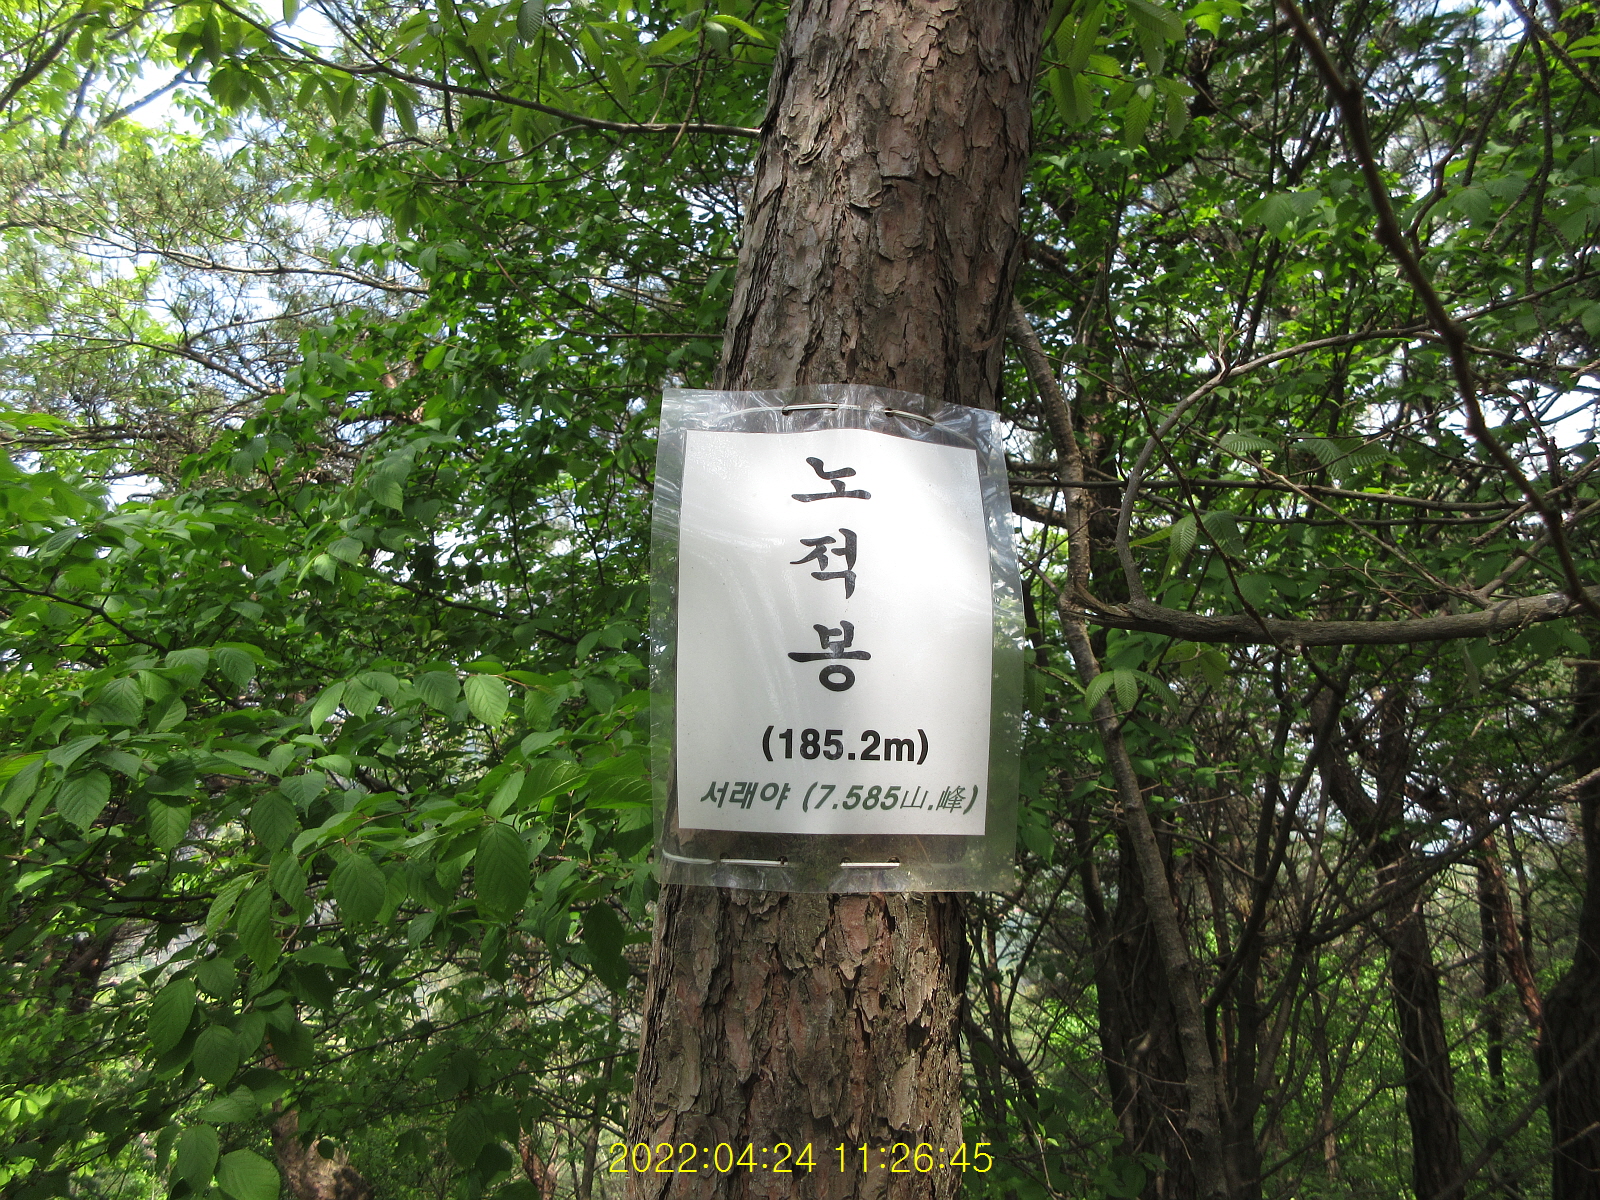 노
적
봉
(185.2m)
서래야 (7.585山.峰)
2022:04:24 11:26:45